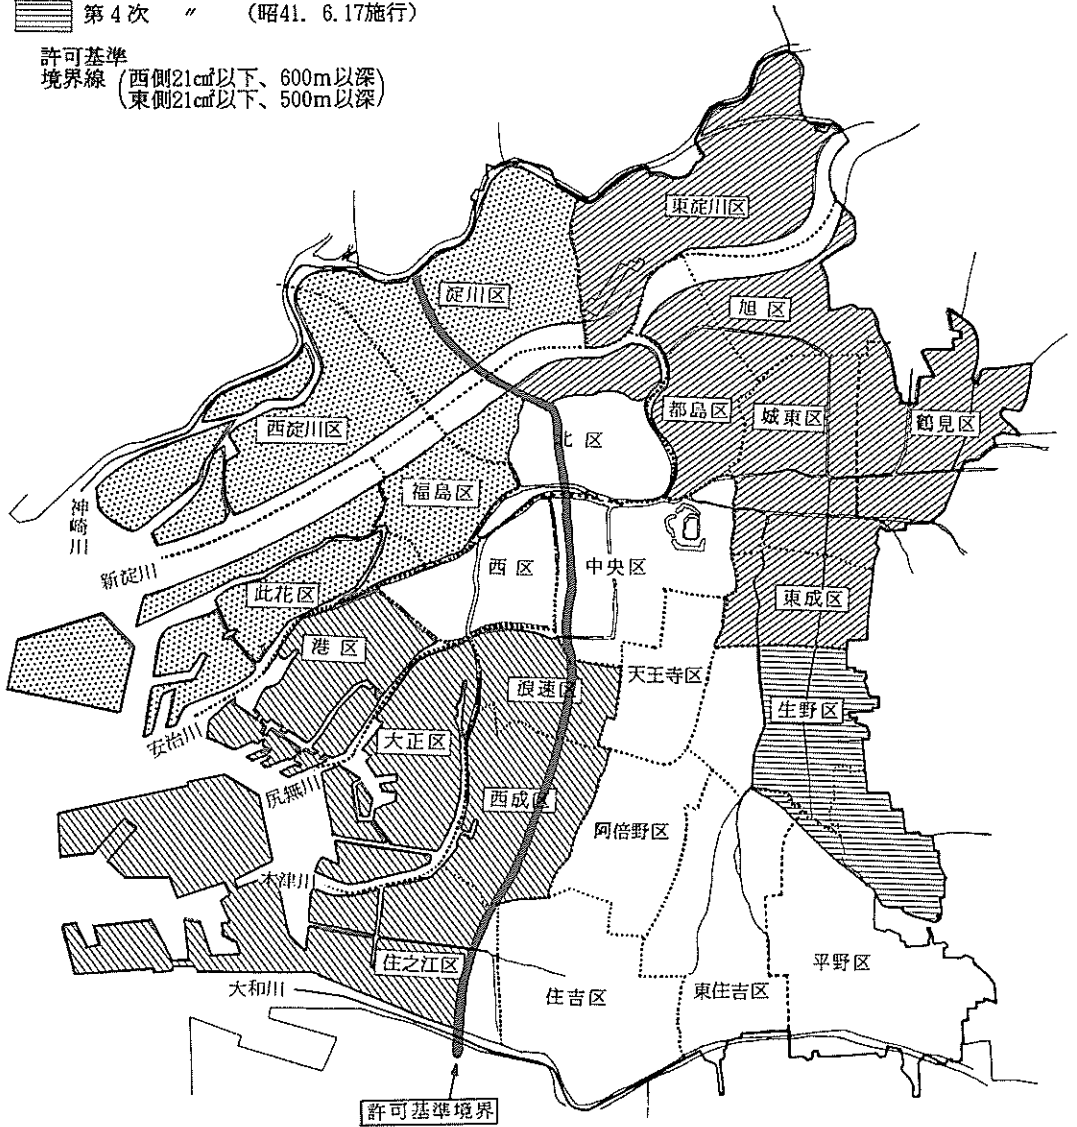 第4次 〃 (昭41. 6.17施行)
許可基準
境界線
(西側21c㎡以下、600m以深)
(東側21c㎡以下、500m以深)
東淀川区
淀川区
旭区
西淀川区
北区
都島区
城東区
鶴見区
福島区
神崎川
新淀川
西区
中央区
此花区
東成区
港区
天王寺区
浪速区
生野区
安治川
大正区
尻無川
西成区
阿倍野区
木津川
住之江区
平野区
大和川
住吉区
東住吉区
許可基準境界